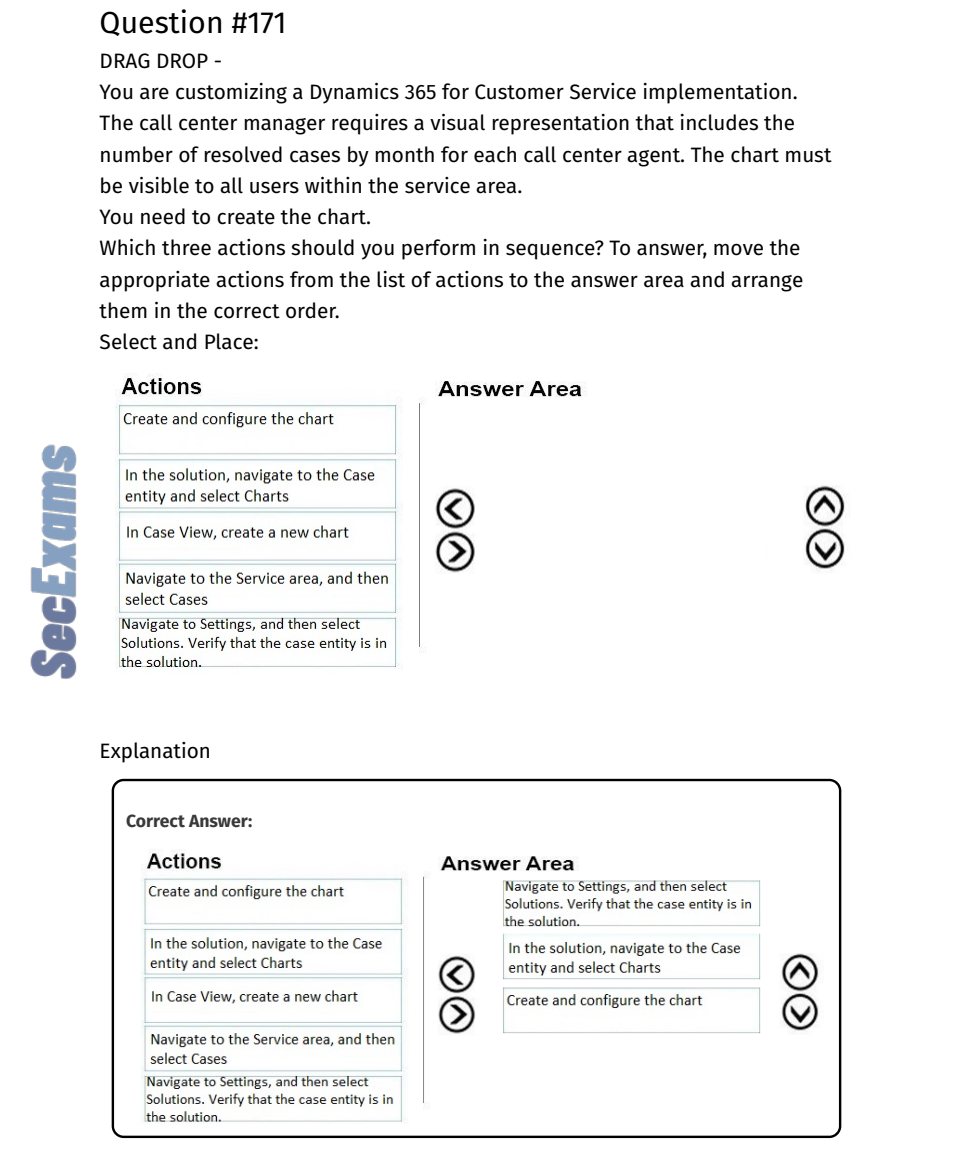 Question #171
DRAG DROP -
You are customizing a Dynamics 365 for Customer Service implementation.
The call center manager requires a visual representation that includes the
number of resolved cases by month for each call center agent. The chart must
be visible to all users within the service area.
You need to create the chart.
Which three actions should you perform in sequence? To answer, move the
appropriate actions from the list of actions to the answer area and arrange
them in the correct order.
Select and Place:
Actions
Create and configure the chart
In the solution, navigate to the Case
entity and select Charts
In Case View, create a new chart
Navigate to the Service area, and then
select Cases
Navigate to Settings, and then select
Solutions. Verify that the case entity is in
the solution.
Answer Area
SecExams
Explanation
Correct Answer:
Actions
Create and configure the chart
In the solution, navigate to the Case
entity and select Charts
In Case View, create a new chart
Navigate to the Service area, and then
select Cases
Navigate to Settings, and then select
Solutions. Verify that the case entity is in
the solution.
Answer Area
Navigate to Settings, and then select
Solutions. Verify that the case entity is in
the solution.
In the solution, navigate to the Case
entity and select Charts
Create and configure the chart